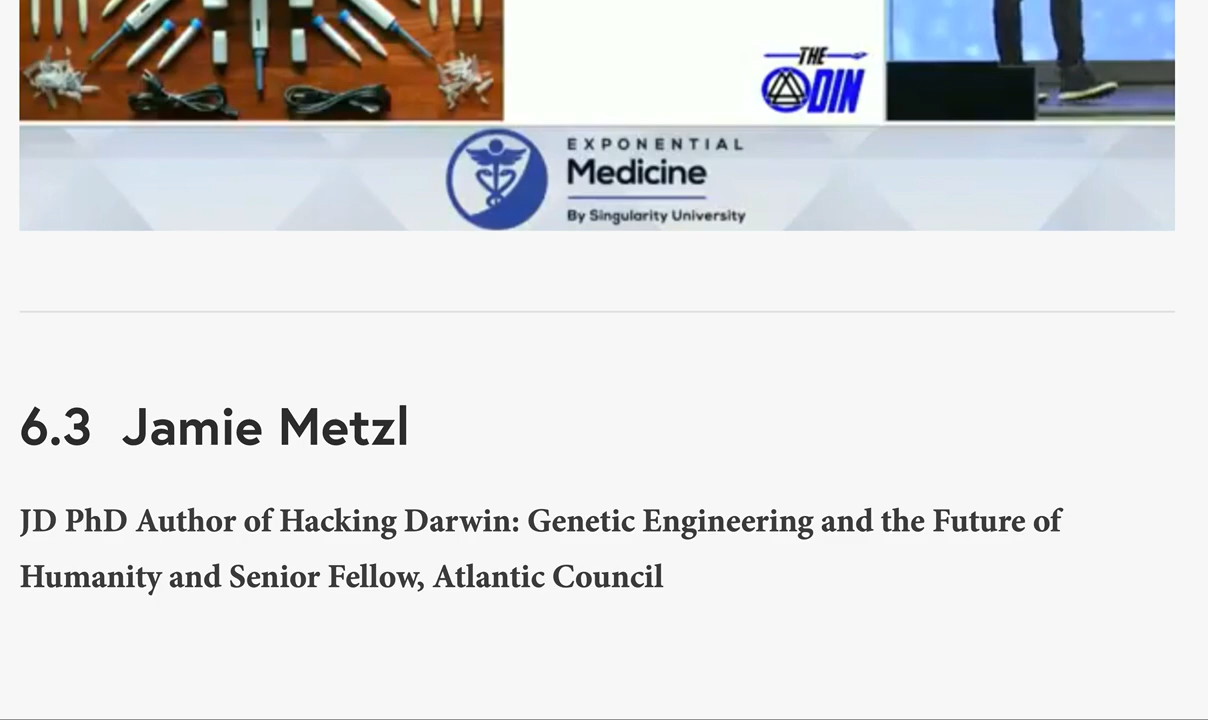 THE
ODIN
EXPONENTIAL
Medicine
By Singularity University
6.3 Jamie Metzl
JD PhD Author of Hacking Darwin: Genetic Engineering and the Future of
Humanity and Senior Fellow, Atlantic Council